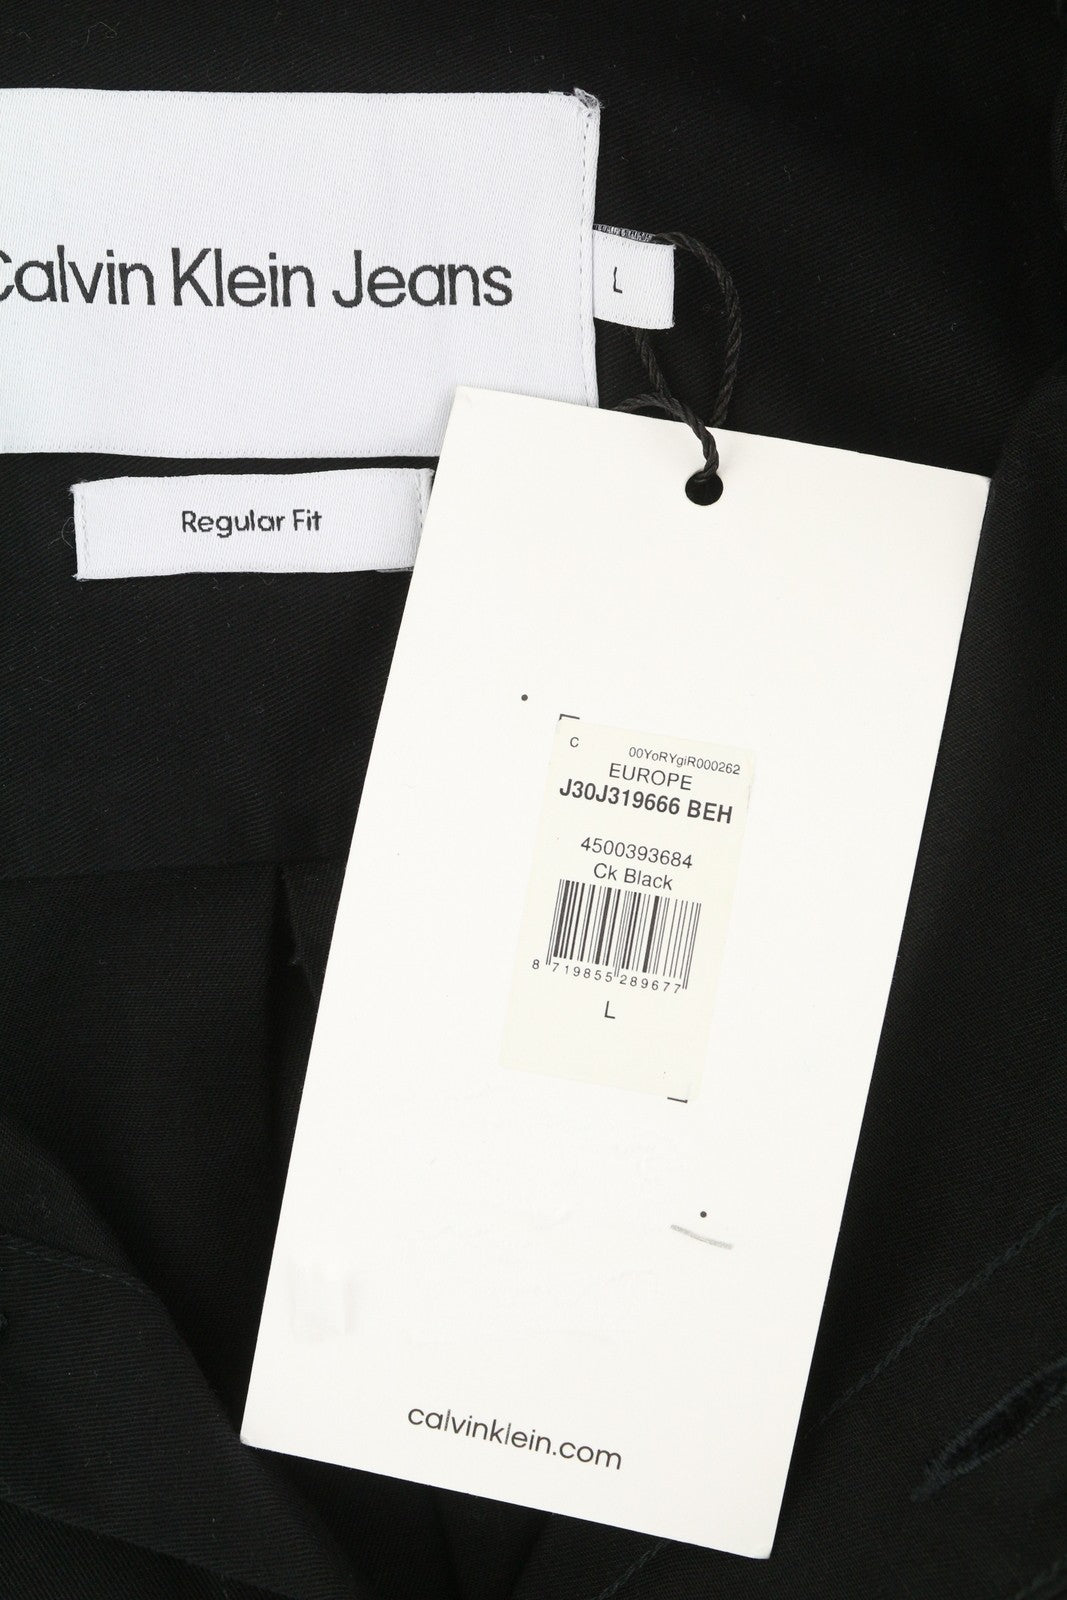 Calvin Klein Jeans
L
Regular Fit
C 00YoRYgiR000262
EUROPE
J30J319666 BEH
4500393684
Ck Black
8 719855 289677
L
calvinklein.com